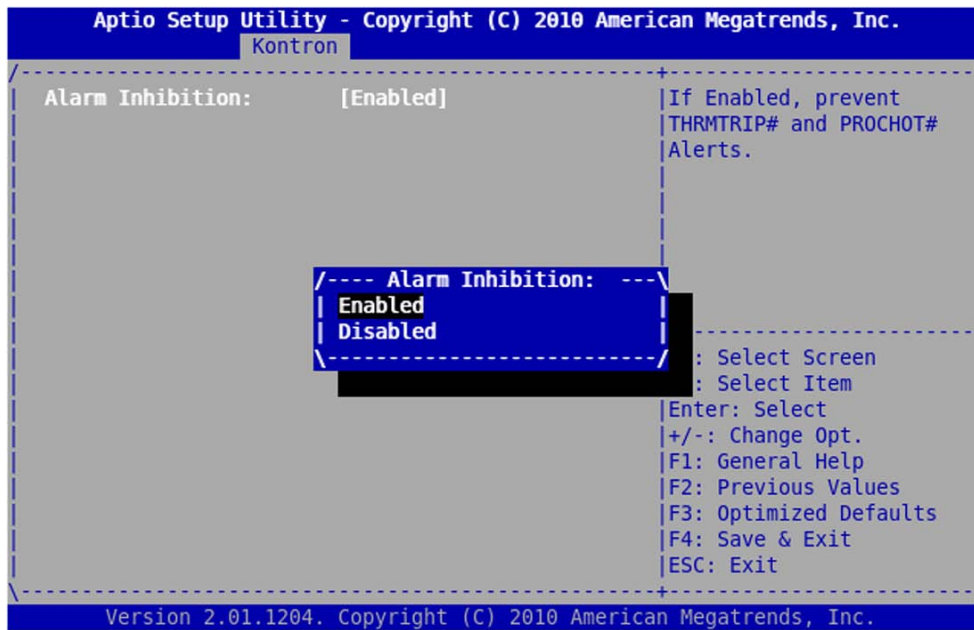 Aptio Setup Utility - Copyright (C) 2010 American Megatrends, Inc.
Kontron
Alarm Inhibition: [Enabled]
If Enabled, prevent
THRMTRIP# and PROCHOT#
Alerts.
Alarm Inhibition:
Enabled
Disabled
: Select Screen
: Select Item
Enter: Select
+/-: Change Opt.
F1: General Help
F2: Previous Values
F3: Optimized Defaults
F4: Save & Exit
ESC: Exit
Version 2.01.1204. Copyright (C) 2010 American Megatrends, Inc.